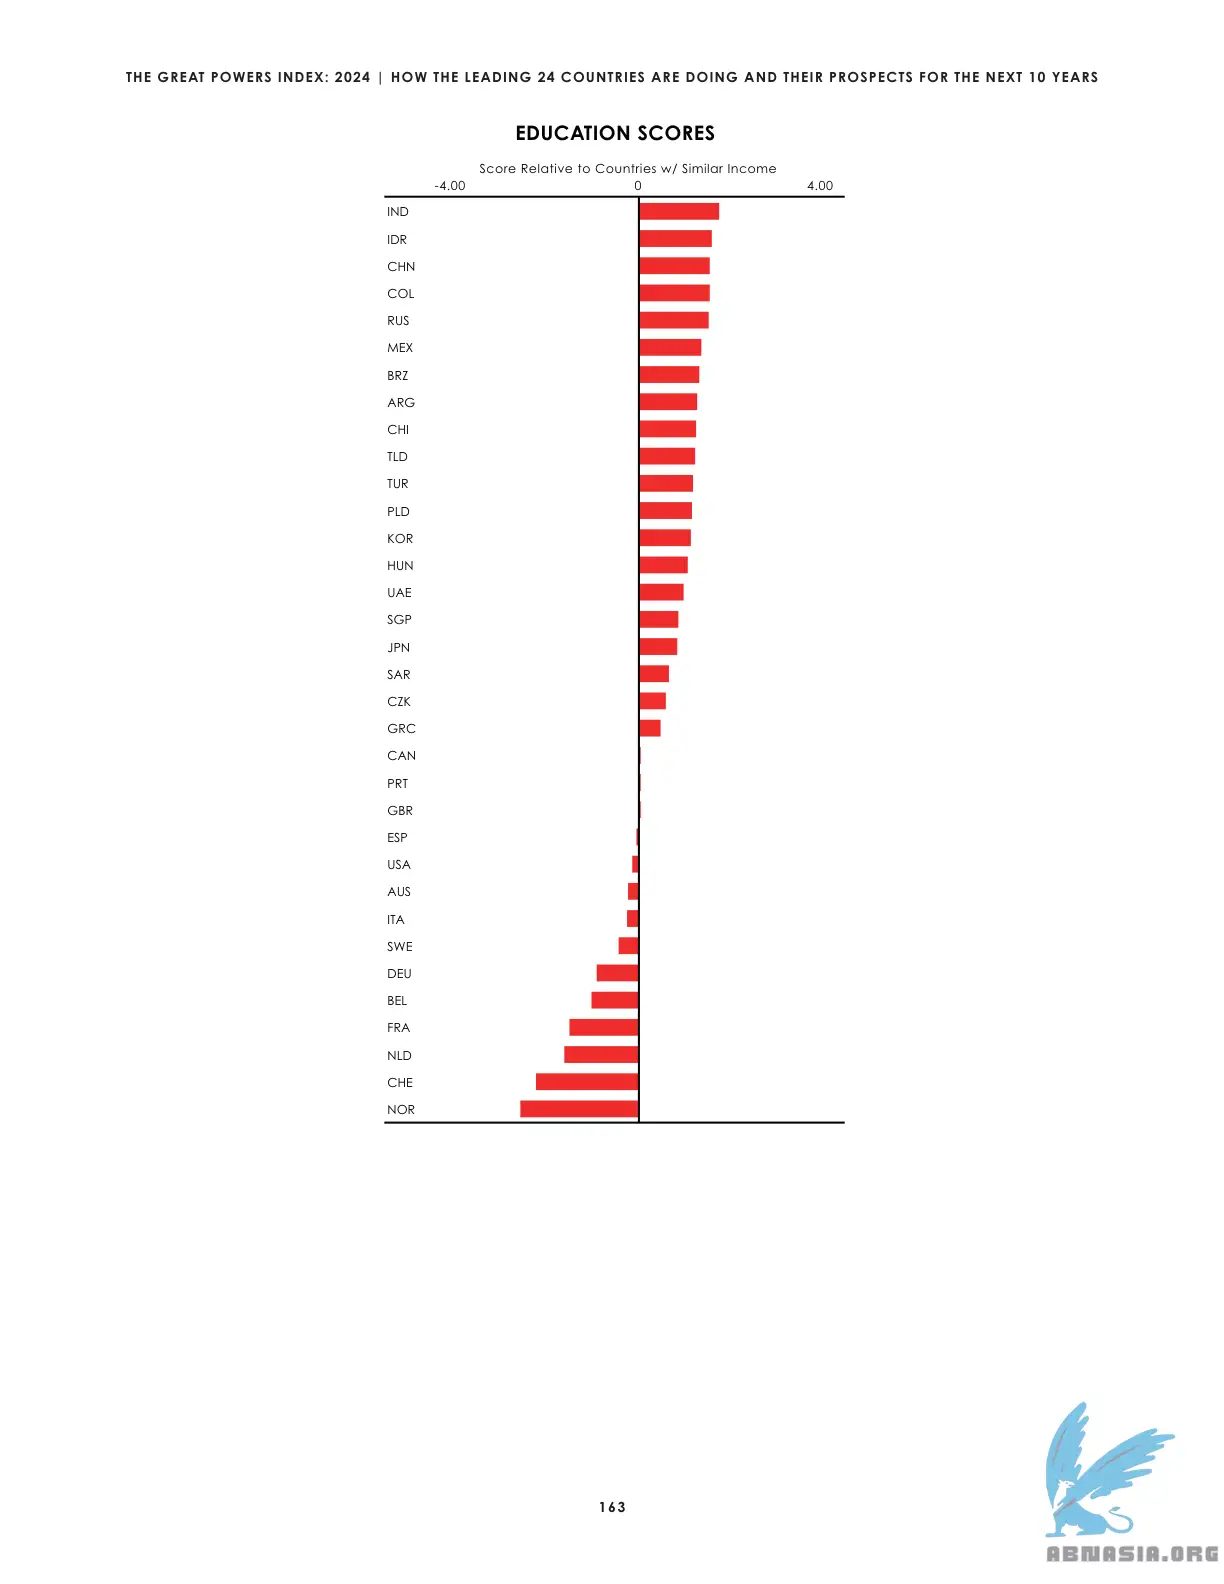 THE GREAT POWERS INDEX: 2024 | HOW THE LEADING 24 COUNTRIES ARE DOING AND THEIR PROSPECTS FOR THE NEXT 10 YEARS
EDUCATION SCORES
Score Relative to Countries w/ Similar Income
-4.00 0 4.00
IND
IDR
CHN
COL
RUS
MEX
BRZ
ARG
CHI
TLD
TUR
PLD
KOR
HUN
UAE
SGP
JPN
SAR
CZK
GRC
CAN
PRT
GBR
ESP
USA
AUS
ITA
SWE
DEU
BEL
FRA
NLD
CHE
NOR
163
ABNASIA.ORG